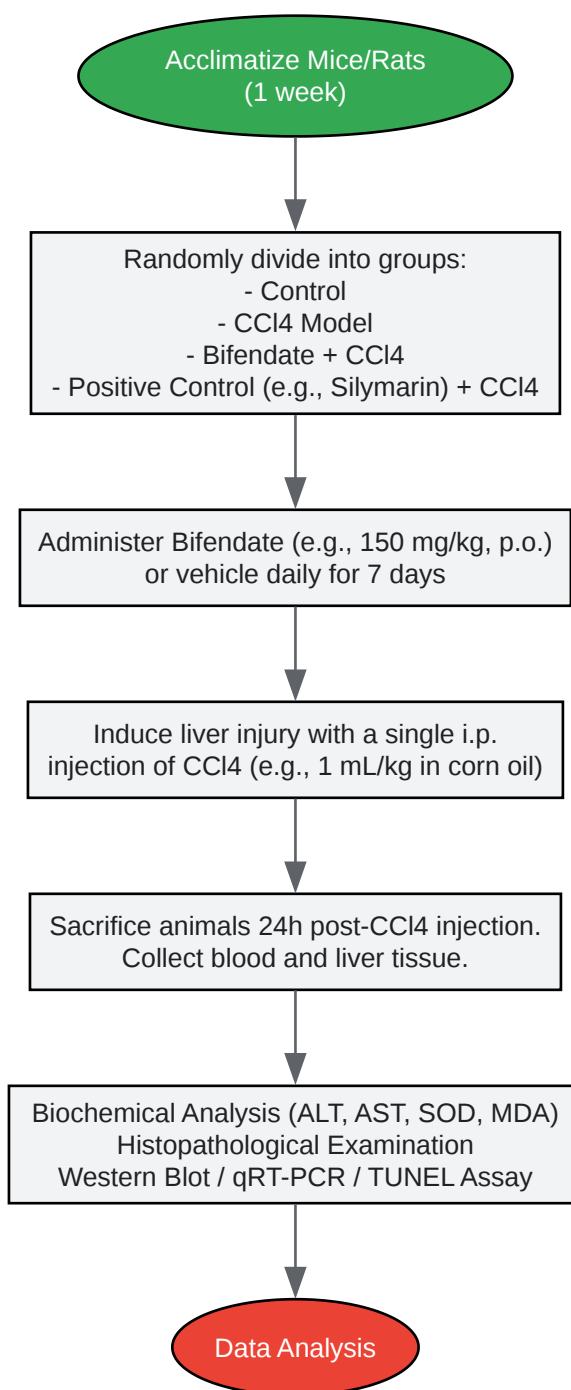 Acclimatize Mice/Rats
(1 week)
Randomly divide into groups:
- Control
- CCl4 Model
- Bifendate + CCl4
- Positive Control (e.g., Silymarin) + CCl4
Administer Bifendate (e.g., 150 mg/kg, p.o.)
or vehicle daily for 7 days
Induce liver injury with a single i.p.
injection of CCl4 (e.g., 1 mL/kg in corn oil)
Sacrifice animals 24h post-CCl4 injection.
Collect blood and liver tissue.
Biochemical Analysis (ALT, AST, SOD, MDA)
Histopathological Examination
Western Blot / qRT-PCR / TUNEL Assay
Data Analysis